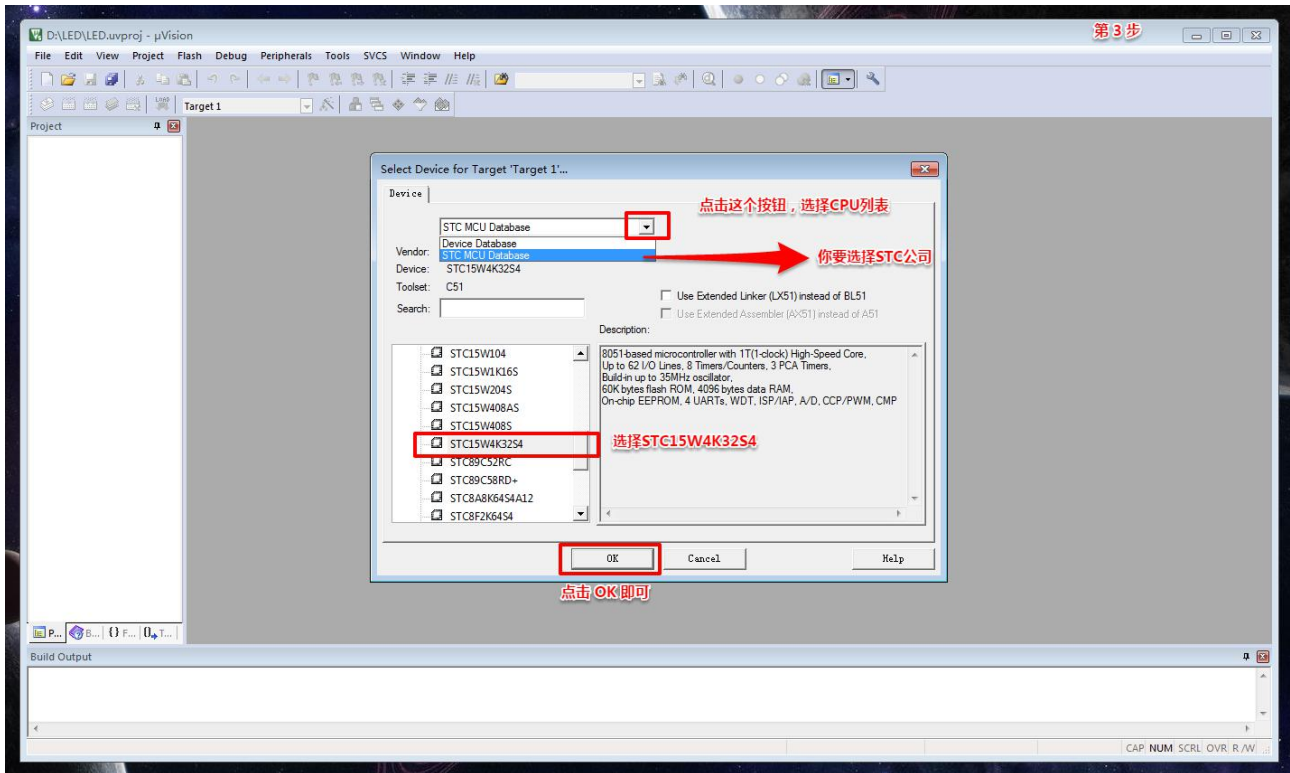 第 3 步
D:\LED\LED.uvproj - µVision
File Edit View Project Flash Debug Peripherals Tools SVCS Window Help
Target 1
Project
Select Device for Target 'Target 1'...
Device
点击这个按钮，选择CPU列表
STC MCU Database
Device Database
Vendor: STC MCU Database
你要选择STC公司
Device: STC15W4K32S4
Toolset: C51
Search:
Use Extended Linker (LX51) instead of BL51
Use Extended Assembler (AX51) instead of A51
Description:
STC15W104
STC15W1K16S
STC15W204S
STC15W408AS
STC15W408S
STC15W4K32S4
STC89C52RC
STC89C58RD+
STC8A8K64S4A12
STC8F2K64S4
8051-based microcontroller with 1T(1-clock) High-Speed Core,
Up to 62 I/O Lines, 8 Timers/Counters, 3 PCA Timers,
Build-in up to 35MHz oscillator,
60K bytes flash ROM, 4096 bytes data RAM,
On-chip EEPROM, 4 UARTs, WDT, ISP/IAP, A/D, CCP/PWM, CMP
选择STC15W4K32S4
OK Cancel Help
点击 OK 即可
P... B... {} F... 0 T...
Build Output
CAP NUM SCRL OVR R /W